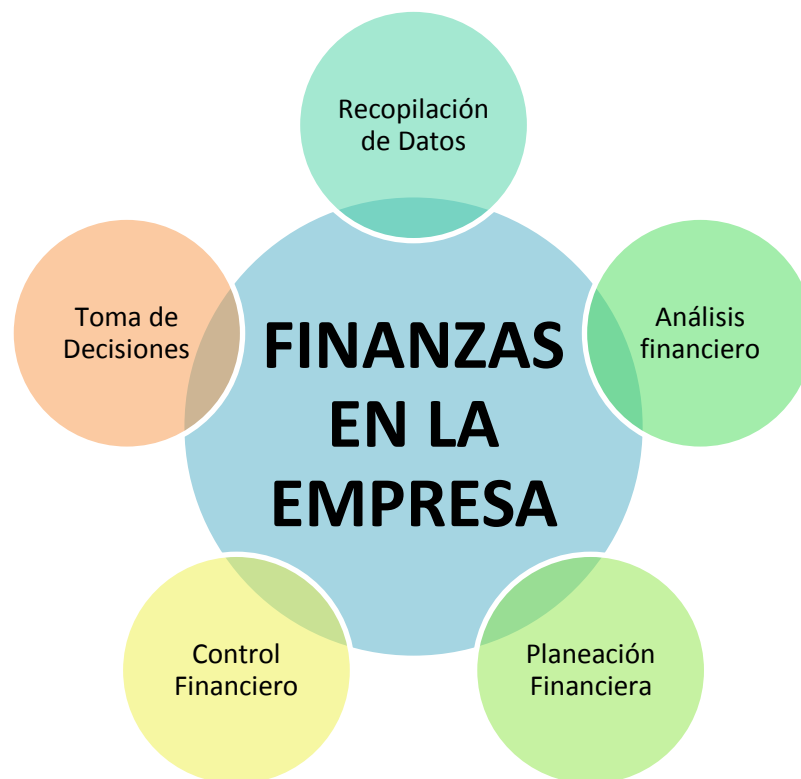 Recopilación
de Datos
Análisis
financiero
Planeación
Financiera
Control
Financiero
Toma de
Decisiones
FINANZAS
EN LA
EMPRESA